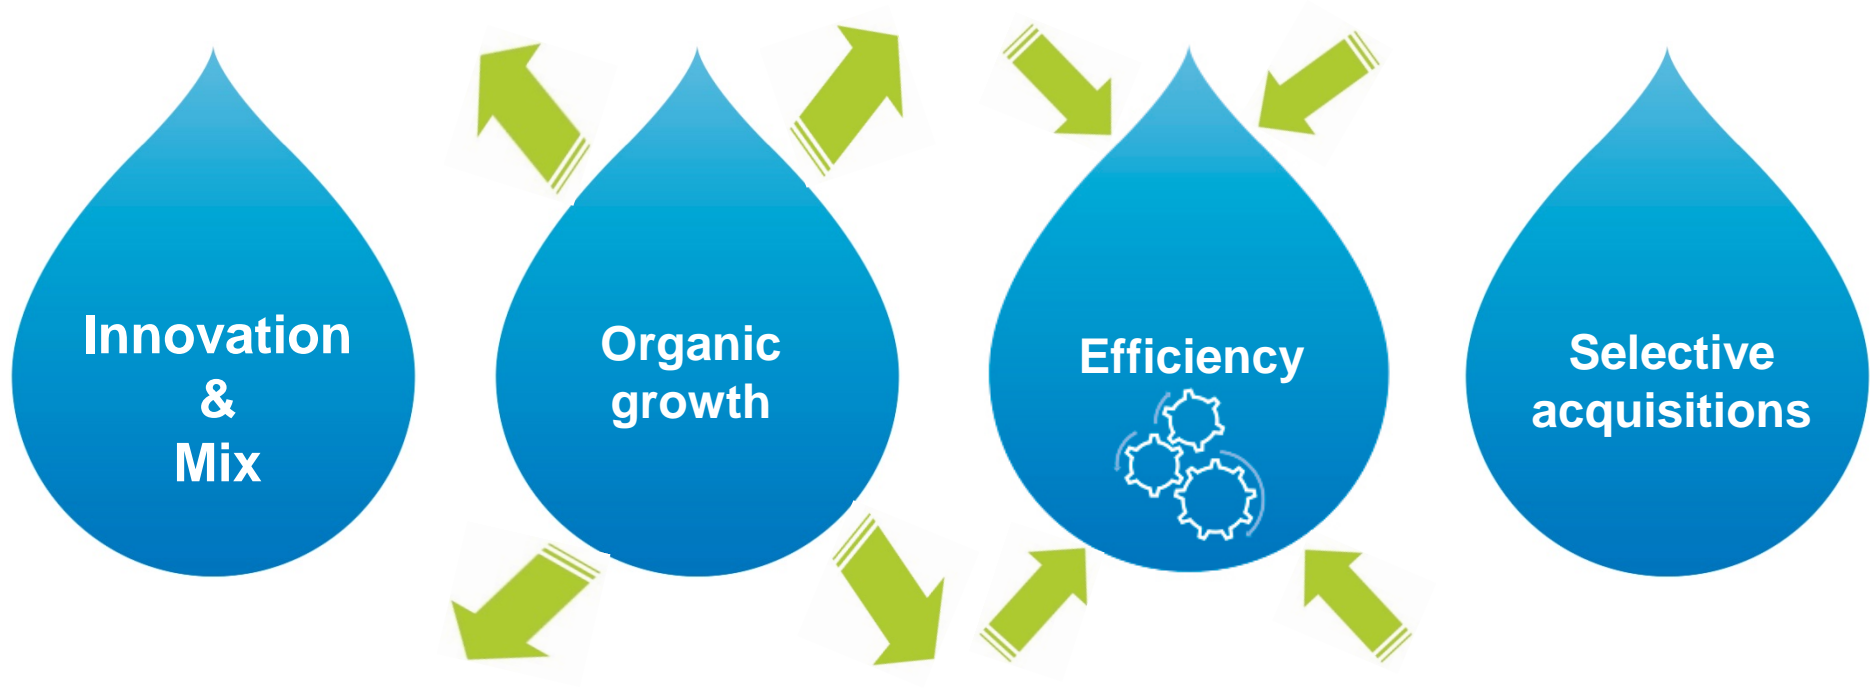 Innovation
&
Mix
Organic
growth
Efficiency
Selective
acquisitions